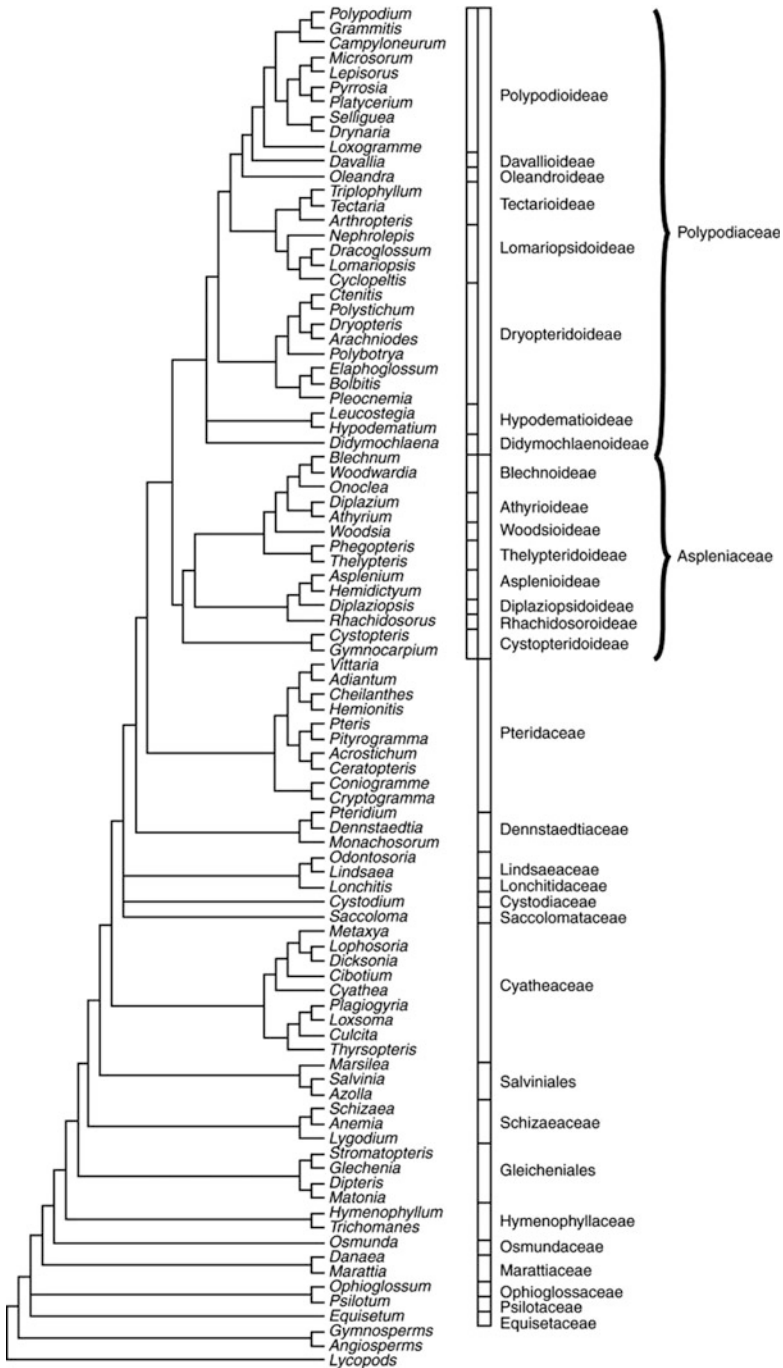 Polypodium
Grammitis
Campyloneurum
Microsorum
Lepisorus
Pyrrosia
Platycerium
Selliguea
Drynaria
Loxogramme
Davallia
Oleandra
Triplophyllum
Tectaria
Arthropteris
Nephrolepis
Dracoglossum
Lomariopsis
Cyclopeltis
Ctenitis
Polystichum
Dryopteris
Arachniodes
Polybotrya
Elaphoglossum
Bolbitis
Pleocnemia
Leucostegia
Hypodematium
Didymochlaena
Blechnum
Woodwardia
Onoclea
Diplazium
Athyrium
Woodsia
Phegopteris
Thelypteris
Asplenium
Hemidictyum
Diplaziopsis
Rhachidosorus
Cystopteris
Gymnocarpium
Vittaria
Adiantum
Cheilanthes
Hemionitis
Pteris
Pityrogramma
Acrostichum
Ceratopteris
Coniogramme
Cryptogramma
Pteridium
Dennstaedtia
Monachosorum
Odontosoria
Lindsaea
Lonchitis
Cystodium
Saccoloma
Metaxya
Lophosoria
Dicksonia
Cibotium
Cyathea
Plagiogyria
Loxsoma
Culcita
Thyrsopteris
Marsilea
Salvinia
Azolla
Schizaea
Anemia
Lygodium
Stromatopteris
Glechenia
Dipteris
Matonia
Hymenophyllum
Trichomanes
Osmunda
Danaea
Marattia
Ophioglossum
Psilotum
Equisetum
Gymnosperms
Angiosperms
Lycopods
Polypodioideae
Davallioideae
Oleandroideae
Tectarioideae
Lomariopsidoideae
Dryopteridoideae
Hypodematioideae
Didymochlaenoideae
Blechnoideae
Athyrioideae
Woodsioideae
Thelypteridoideae
Asplenioideae
Diplaziopsidoideae
Rhachidosoroideae
Cystopteridoideae
Pteridaceae
Dennstaedtiaceae
Lindsaeaceae
Lonchitidaceae
Cystodiaceae
Saccolomataceae
Cyatheaceae
Salviniales
Schizaeaceae
Gleicheniales
Hymenophyllaceae
Osmundaceae
Marattiaceae
Ophioglossaceae
Psilotaceae
Equisetaceae
Polypodiaceae
Aspleniaceae